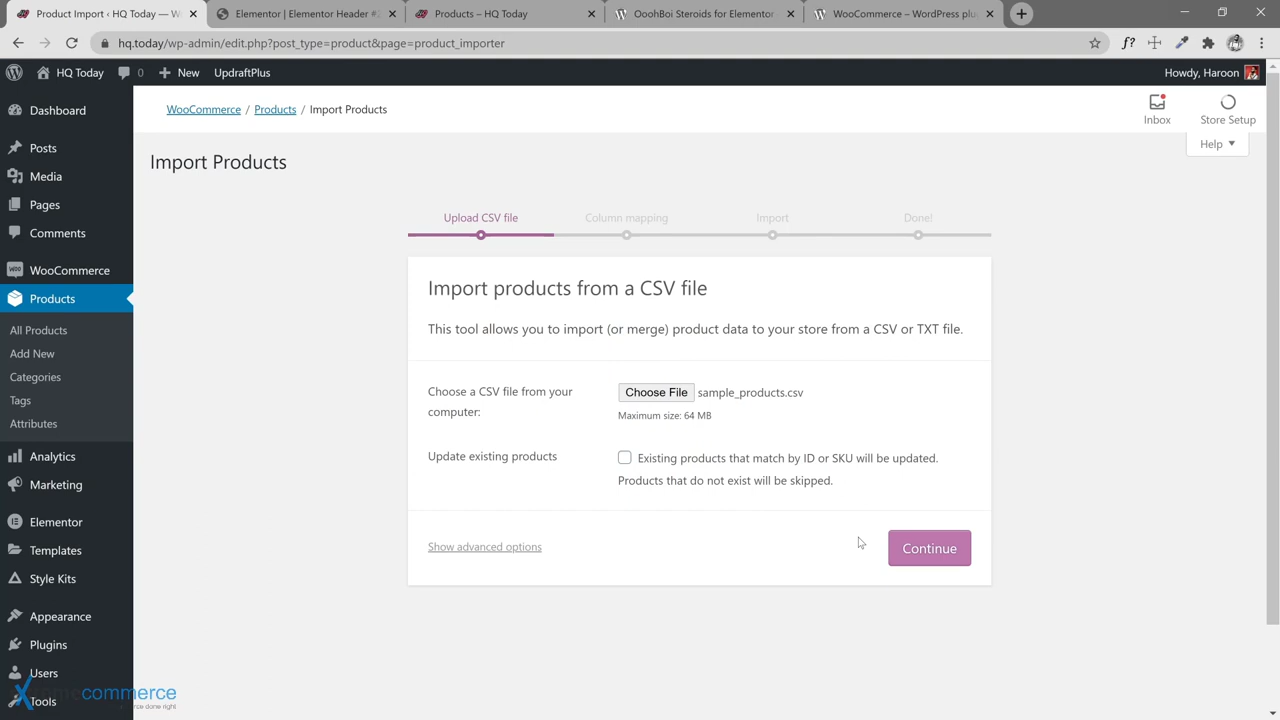 Product Import ‹ HQ Today — W
Elementor | Elementor Header #2
Products – HQ Today
OoohBoi Steroids for Elementor
WooCommerce – WordPress plu
hq.today/wp-admin/edit.php?post_type=product&page=product_importer
f?
HQ Today
0
New
UpdraftPlus
Howdy, Haroon
WooCommerce / Products / Import Products
Inbox
Store Setup
Help ▼
Import Products
Dashboard
Posts
Media
Pages
Comments
WooCommerce
Products
All Products
Add New
Categories
Tags
Attributes
Analytics
Marketing
Elementor
Templates
Style Kits
Appearance
Plugins
Users
Tools
Upload CSV file
Column mapping
Import
Done!
Import products from a CSV file
This tool allows you to import (or merge) product data to your store from a CSV or TXT file.
Choose a CSV file from your
computer:
Choose File sample_products.csv
Maximum size: 64 MB
Update existing products
Existing products that match by ID or SKU will be updated.
Products that do not exist will be skipped.
Show advanced options
Continue